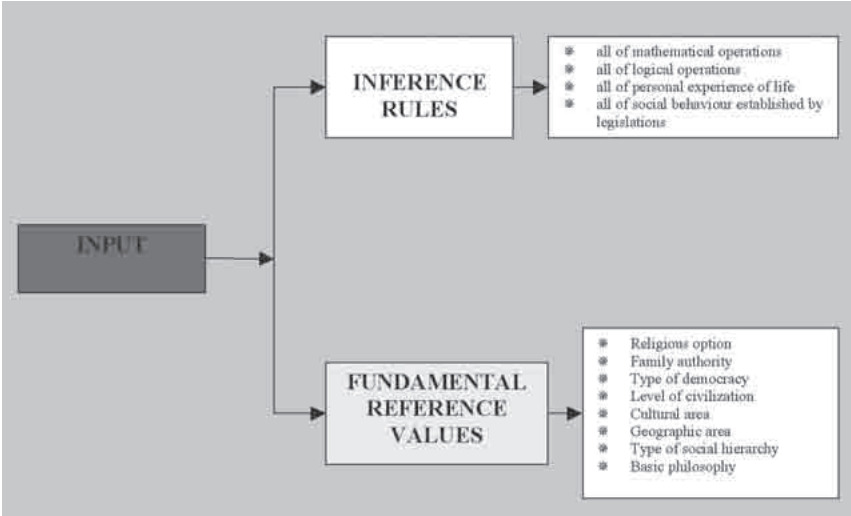 INFERENCE
RULES
❋ all of mathematical operations
❋ all of logical operations
❋ all of personal experience of life
❋ all of social behaviour established by
legislations
INPUT
FUNDAMENTAL
REFERENCE
VALUES
❋ Religious option
❋ Family authority
❋ Type of democracy
❋ Level of civilization
❋ Cultural area
❋ Geographic area
❋ Type of social hierarchy
❋ Basic philosophy